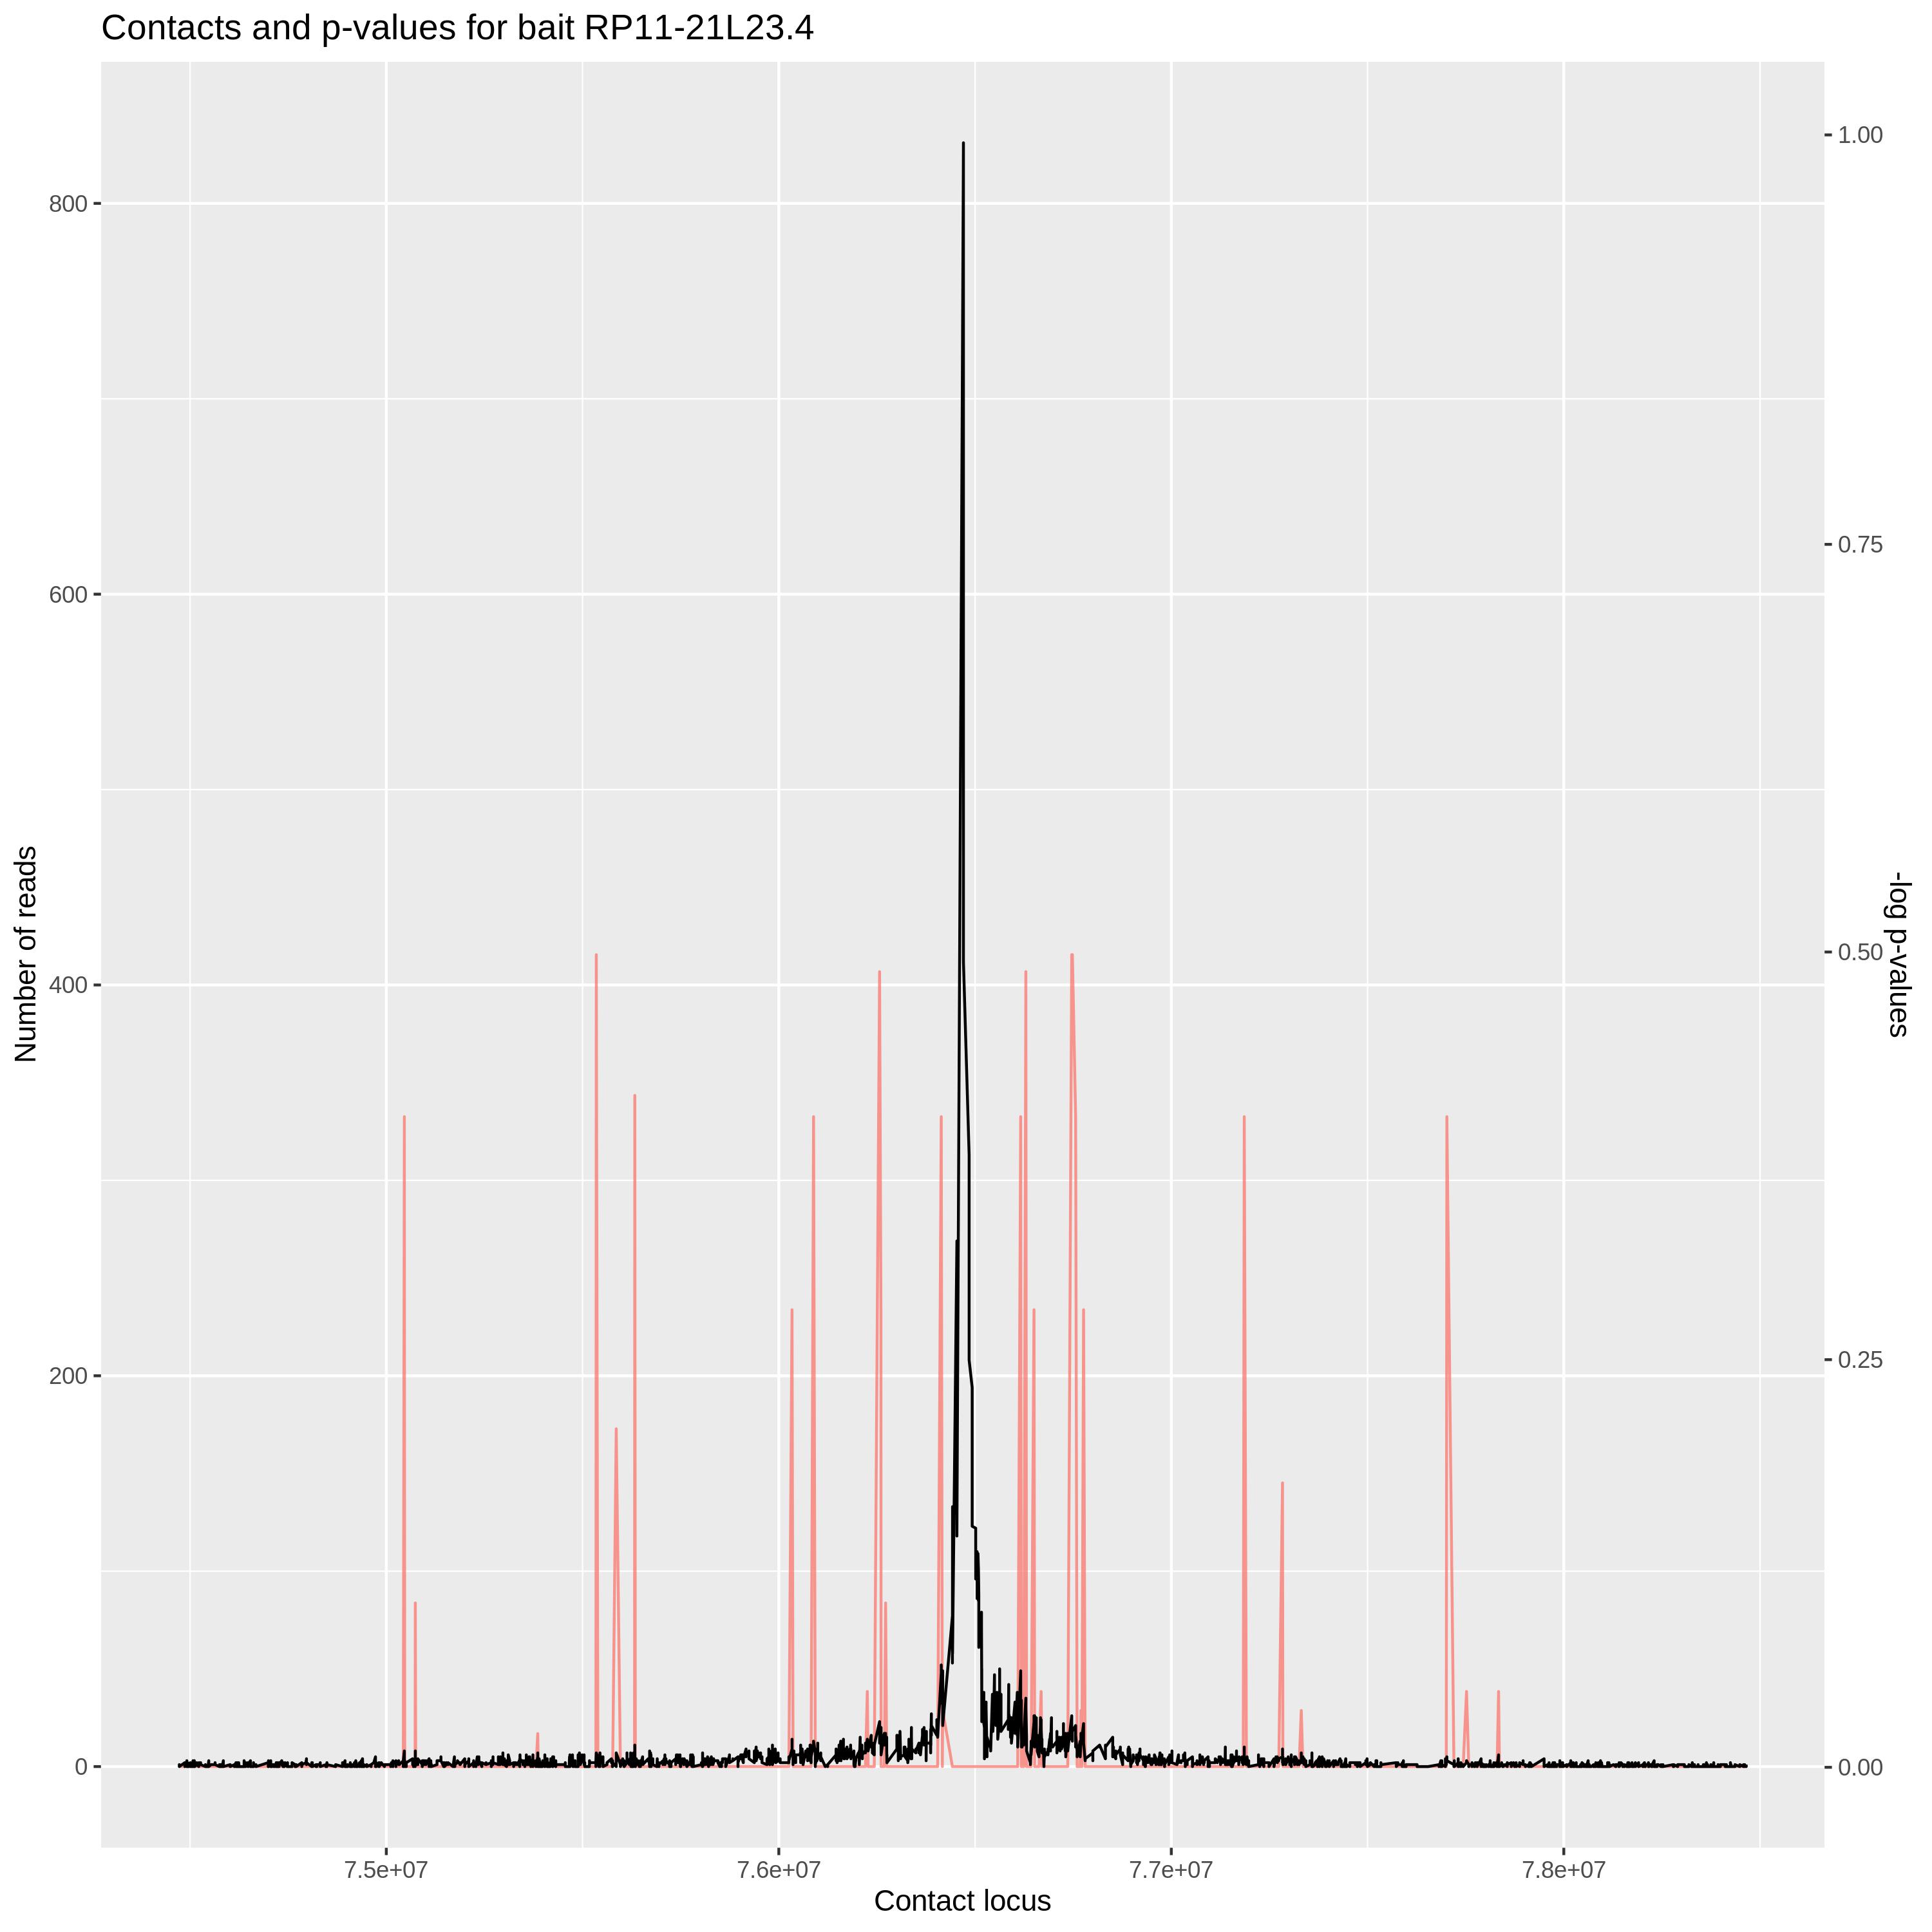 Contacts and p-values for bait RP11-21L23.4
800
600
400
200
0
Number of reads
1.00
0.75
0.50
0.25
0.00
-log p-values
7.5e+07
7.6e+07
7.7e+07
7.8e+07
Contact locus